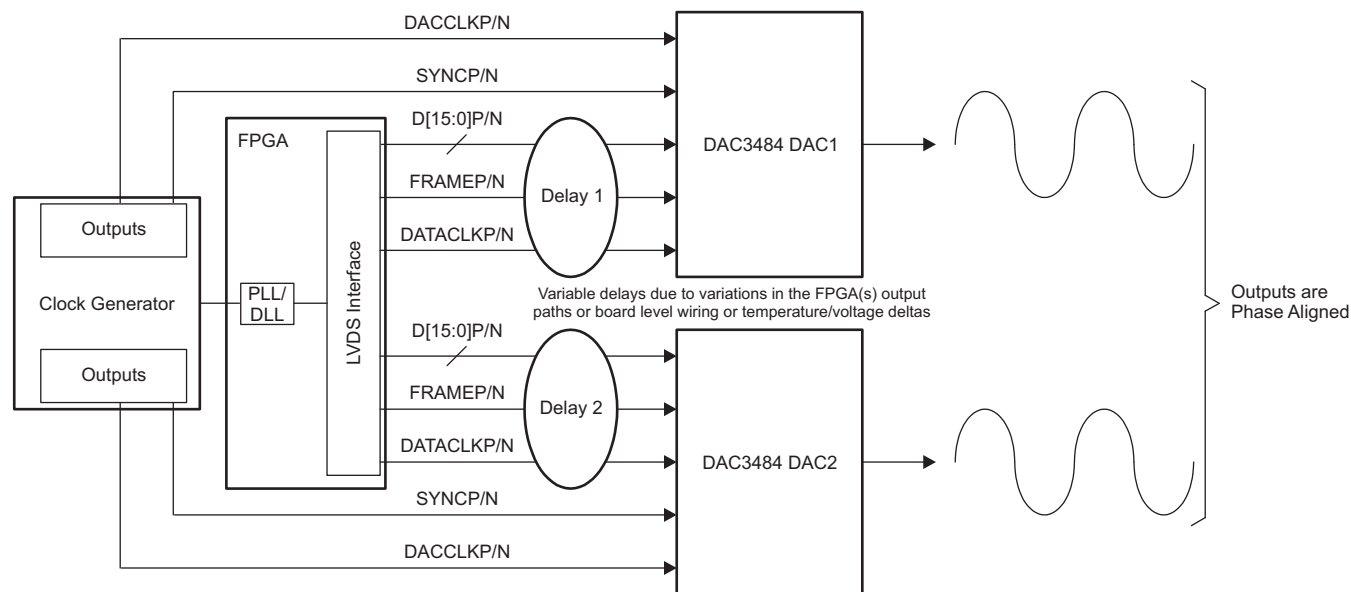 DACCLKP/N
SYNCP/N
D[15:0]P/N
FPGA
DAC3484 DAC1
FRAMEP/N
Delay 1
Outputs
DATACLKP/N
LVDS Interface
Clock Generator
PLL/
DLL
Variable delays due to variations in the FPGA(s) output
paths or board level wiring or temperature/voltage deltas
Outputs are
Phase Aligned
D[15:0]P/N
Outputs
FRAMEP/N
Delay 2
DATACLKP/N
DAC3484 DAC2
SYNCP/N
DACCLKP/N